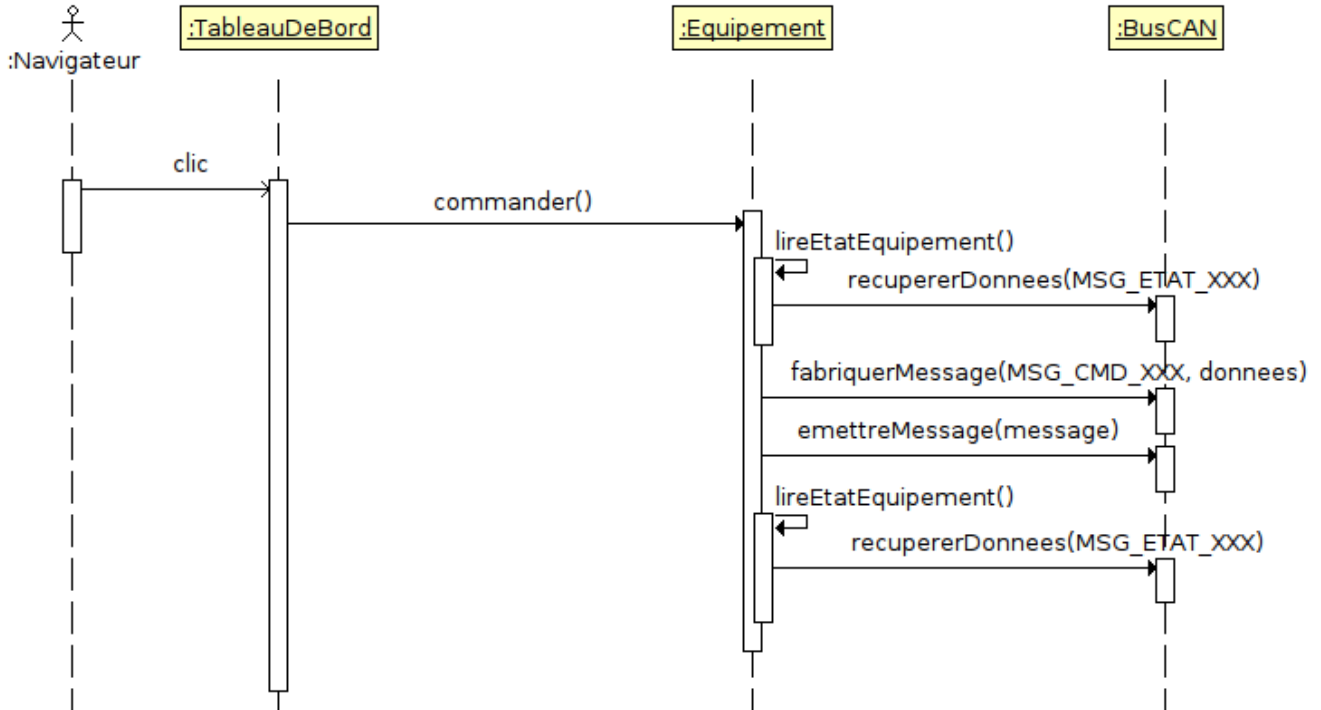 :TableauDeBord
:Equipement
:BusCAN
:Navigateur
clic
commander()
lireEtatEquipement()
recupererDonnees(MSG_ETAT_XXX)
fabriquerMessage(MSG_CMD_XXX, donnees)
emettreMessage(message)
lireEtatEquipement()
recupererDonnees(MSG_ETAT_XXX)